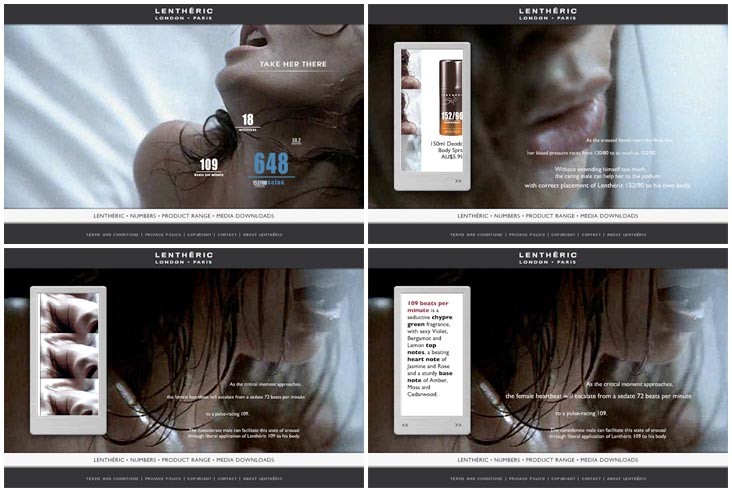 LENTHÉRIC
LONDON • PARIS
TAKE HER THERE
18
109
beats per minute
648
152/90
LENTHÉRIC • NUMBERS • PRODUCT RANGE • MEDIA DOWNLOADS
TERMS AND CONDITIONS | PRIVACY POLICY | COPYRIGHT | CONTACT | ABOUT LENTHÉRIC
LENTHÉRIC
LONDON • PARIS
152/90
150ml Deodo
Body Spra
AU$5.95
>>
As the aroused female nears the final
her blood pressure races from 120/80 to as much as 152/90.
Without extending himself too much,
the caring male can help her to the podium
with correct placement of Lenthéric 152/90 to his own body.
LENTHÉRIC • NUMBERS • PRODUCT RANGE • MEDIA DOWNLOADS
TERMS AND CONDITIONS | PRIVACY POLICY | COPYRIGHT | CONTACT | ABOUT LENTHÉRIC
LENTHÉRIC
LONDON • PARIS
As the critical moment approaches,
the female heartbeat will escalate from a sedate 72 beats per minute
to a pulse-racing 109.
The considerate male can facilitate this state of arousal
through liberal application of Lenthéric 109 to his body.
LENTHÉRIC • NUMBERS • PRODUCT RANGE • MEDIA DOWNLOADS
TERMS AND CONDITIONS | PRIVACY POLICY | COPYRIGHT | CONTACT | ABOUT LENTHÉRIC
LENTHÉRIC
LONDON • PARIS
109 beats per
minute is a
seductive chypre
green fragrance,
with sexy Violet,
Bergamot and
Lemon top
notes, a beating
heart note of
Jasmine and Rose
and a sturdy base
note of Amber,
Moss and
Cedarwood.
<< >>
As the critical moment approaches,
the female heartbeat will escalate from a sedate 72 beats per minute
to a pulse-racing 109.
The considerate male can facilitate this state of arousal
through liberal application of Lenthéric 109 to his body.
LENTHÉRIC • NUMBERS • PRODUCT RANGE • MEDIA DOWNLOADS
TERMS AND CONDITIONS | PRIVACY POLICY | COPYRIGHT | CONTACT | ABOUT LENTHÉRIC